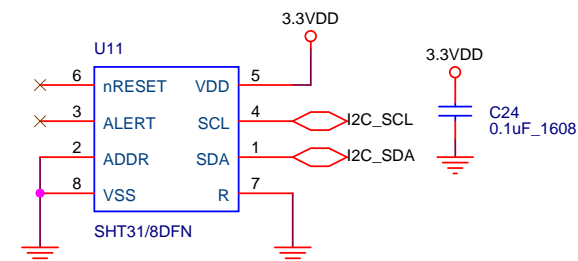 3.3VDD
U11
3.3VDD
6 nRESET VDD 5
3 ALERT SCL 4 I2C_SCL
C24
0.1uF_1608
2 ADDR SDA 1 I2C_SDA
8 VSS R 7
SHT31/8DFN